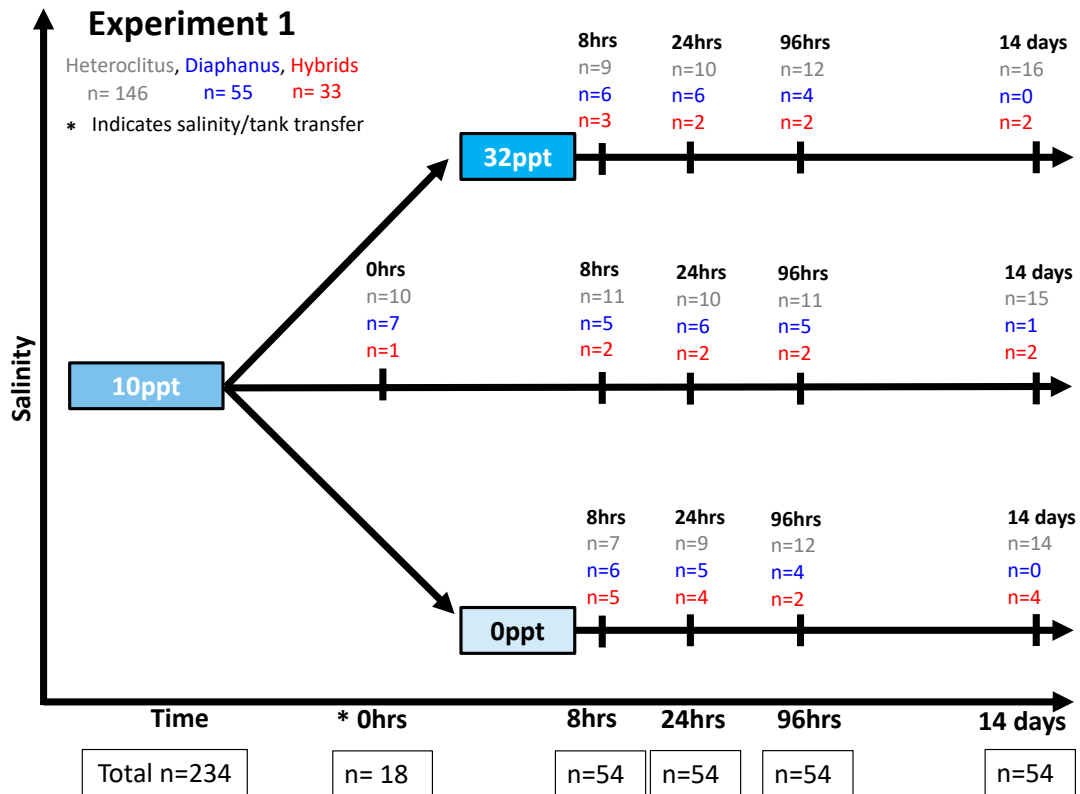 Experiment 1
Heteroclitus, Diaphanus, Hybrids
n= 146 n= 55 n= 33
* Indicates salinity/tank transfer
8hrs 24hrs 96hrs 14 days
n=9 n=10 n=12 n=16
n=6 n=6 n=4 n=0
n=3 n=2 n=2 n=2
32ppt
0hrs 8hrs 24hrs 96hrs 14 days
n=10 n=11 n=10 n=11 n=15
n=7 n=5 n=6 n=5 n=1
n=1 n=2 n=2 n=2 n=2
10ppt
Salinity
8hrs 24hrs 96hrs 14 days
n=7 n=9 n=12 n=14
n=6 n=5 n=4 n=0
n=5 n=4 n=2 n=4
0ppt
Time * 0hrs 8hrs 24hrs 96hrs 14 days
Total n=234 n= 18 n=54 n=54 n=54 n=54